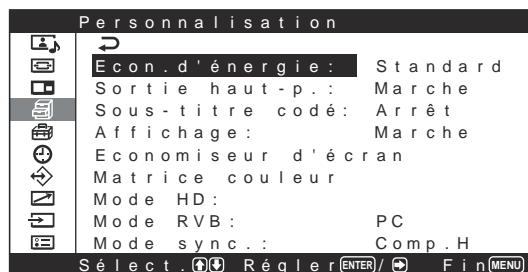 Personnalisation
Econ.d'énergie: Standard
Sortie haut-p.: Marche
Sous-titre codé: Arrêt
Affichage: Marche
Economiseur d'écran
Matrice couleur
Mode HD:
Mode RVB: PC
Mode sync.: Comp.H
Sélect. Régler ENTER / Fin MENU